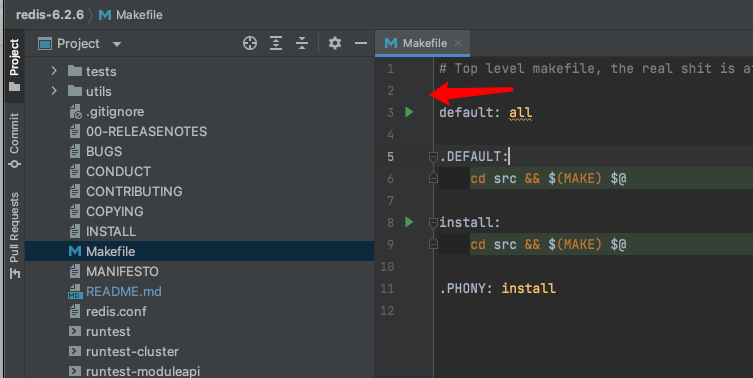 redis-6.2.6 › Makefile
Project
Commit
Pull Requests
Project
tests
utils
.gitignore
00-RELEASENOTES
BUGS
CONDUCT
CONTRIBUTING
COPYING
INSTALL
Makefile
MANIFESTO
README.md
redis.conf
runtest
runtest-cluster
runtest-moduleapi
Makefile
1 # Top level makefile, the real shit is
2
3 default: all
4
5 .DEFAULT:
6 cd src && $(MAKE) $@
7
8 install:
9 cd src && $(MAKE) $@
10
11 .PHONY: install
12